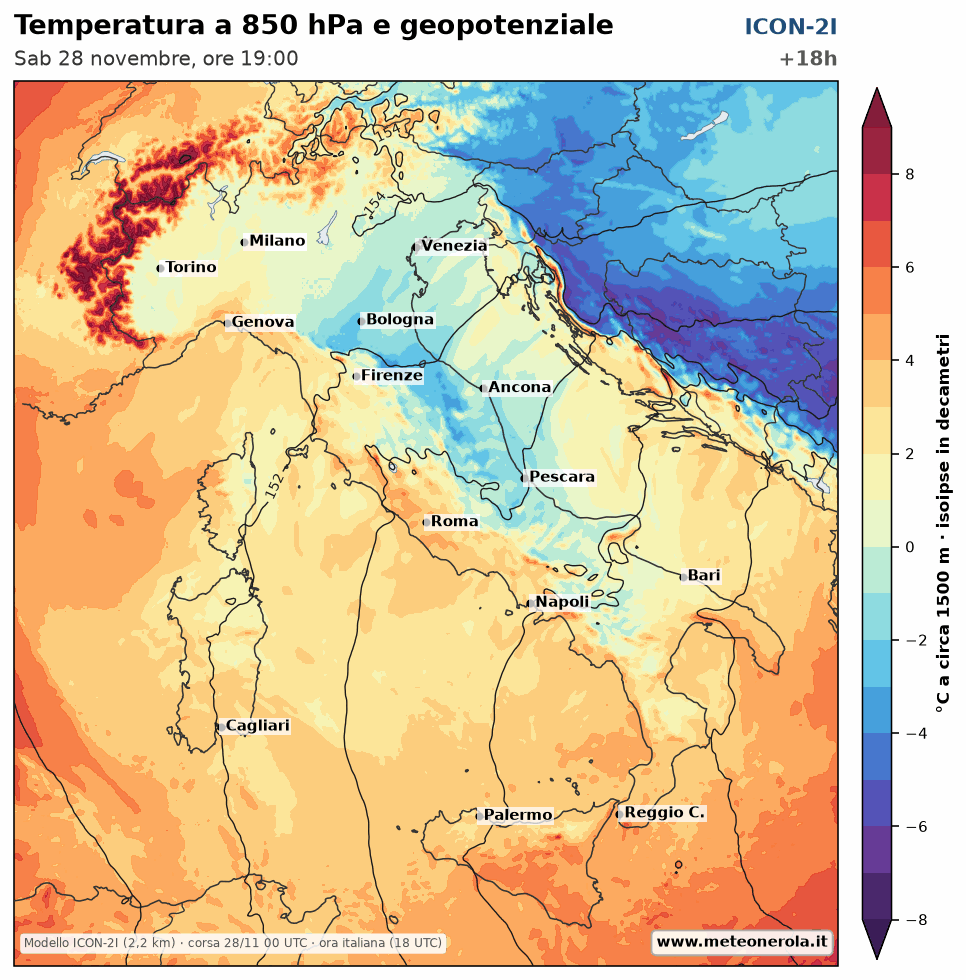 Temperatura a 850 hPa e geopotenziale
ICON-2I
Sab 28 novembre, ore 19:00
+18h
154
154
Milano
Venezia
Torino
Genova
Bologna
Firenze
Ancona
152
Pescara
Roma
Bari
Napoli
Cagliari
Palermo
Reggio C.
8
6
4
2
0
−2
−4
−6
−8
°C a circa 1500 m · isoipse in decametri
Modello ICON-2I (2,2 km) · corsa 28/11 00 UTC · ora italiana (18 UTC)
www.meteonerola.it